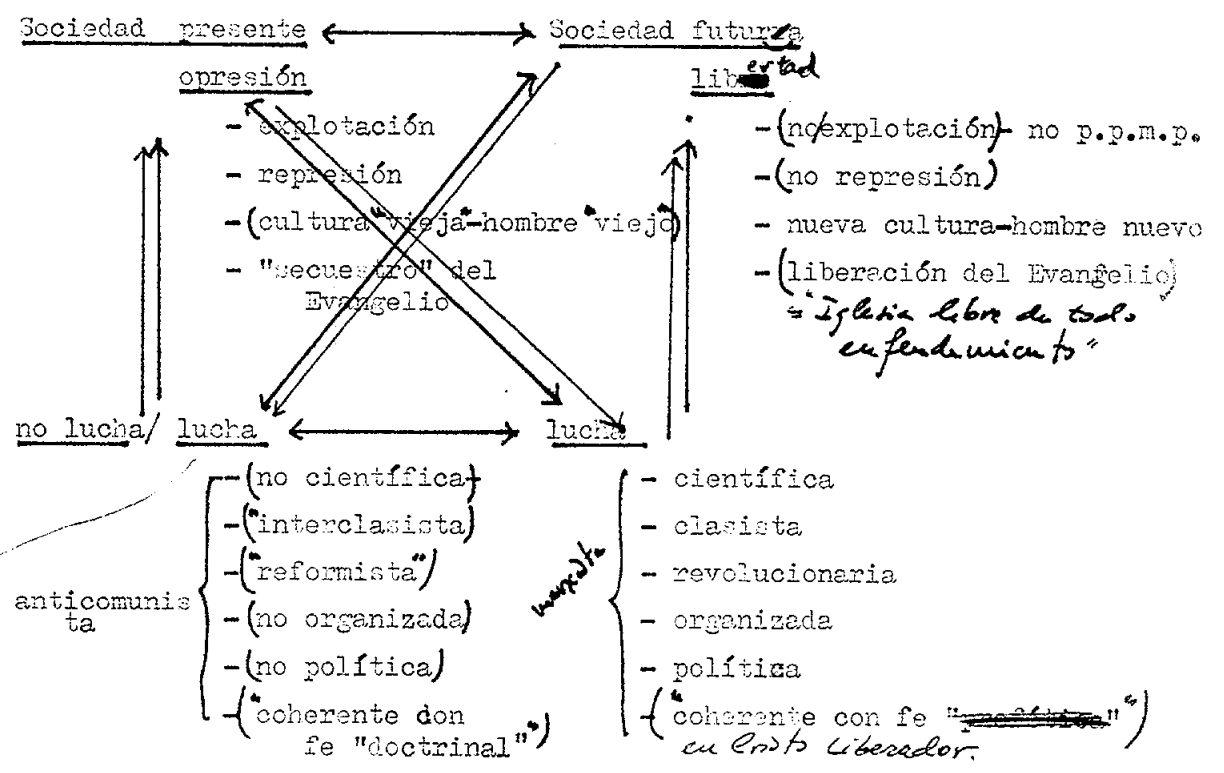 Sociedad presente Sociedad futura
opresión libertad
- explotación
- represión
-(cultura "vieja"-hombre "viejo")
- "secuestro" del
Evangelio
-(no explotación)- no p.p.m.p.
-(no represión)
- nueva cultura-hombre nuevo
-(liberación del Evangelio)
= "Iglesia libre de todo
enfeudamiento"
no lucha/ lucha lucha
anticomunis
ta
-(no científica)
-("interclasista)
-("reformista")
-(no organizada)
-(no política)
-("coherente don
fe "doctrinal"")
marxista
- científica
- clasista
- revolucionaria
- organizada
- política
-("coherente con fe """)
en Cristo Liberador.